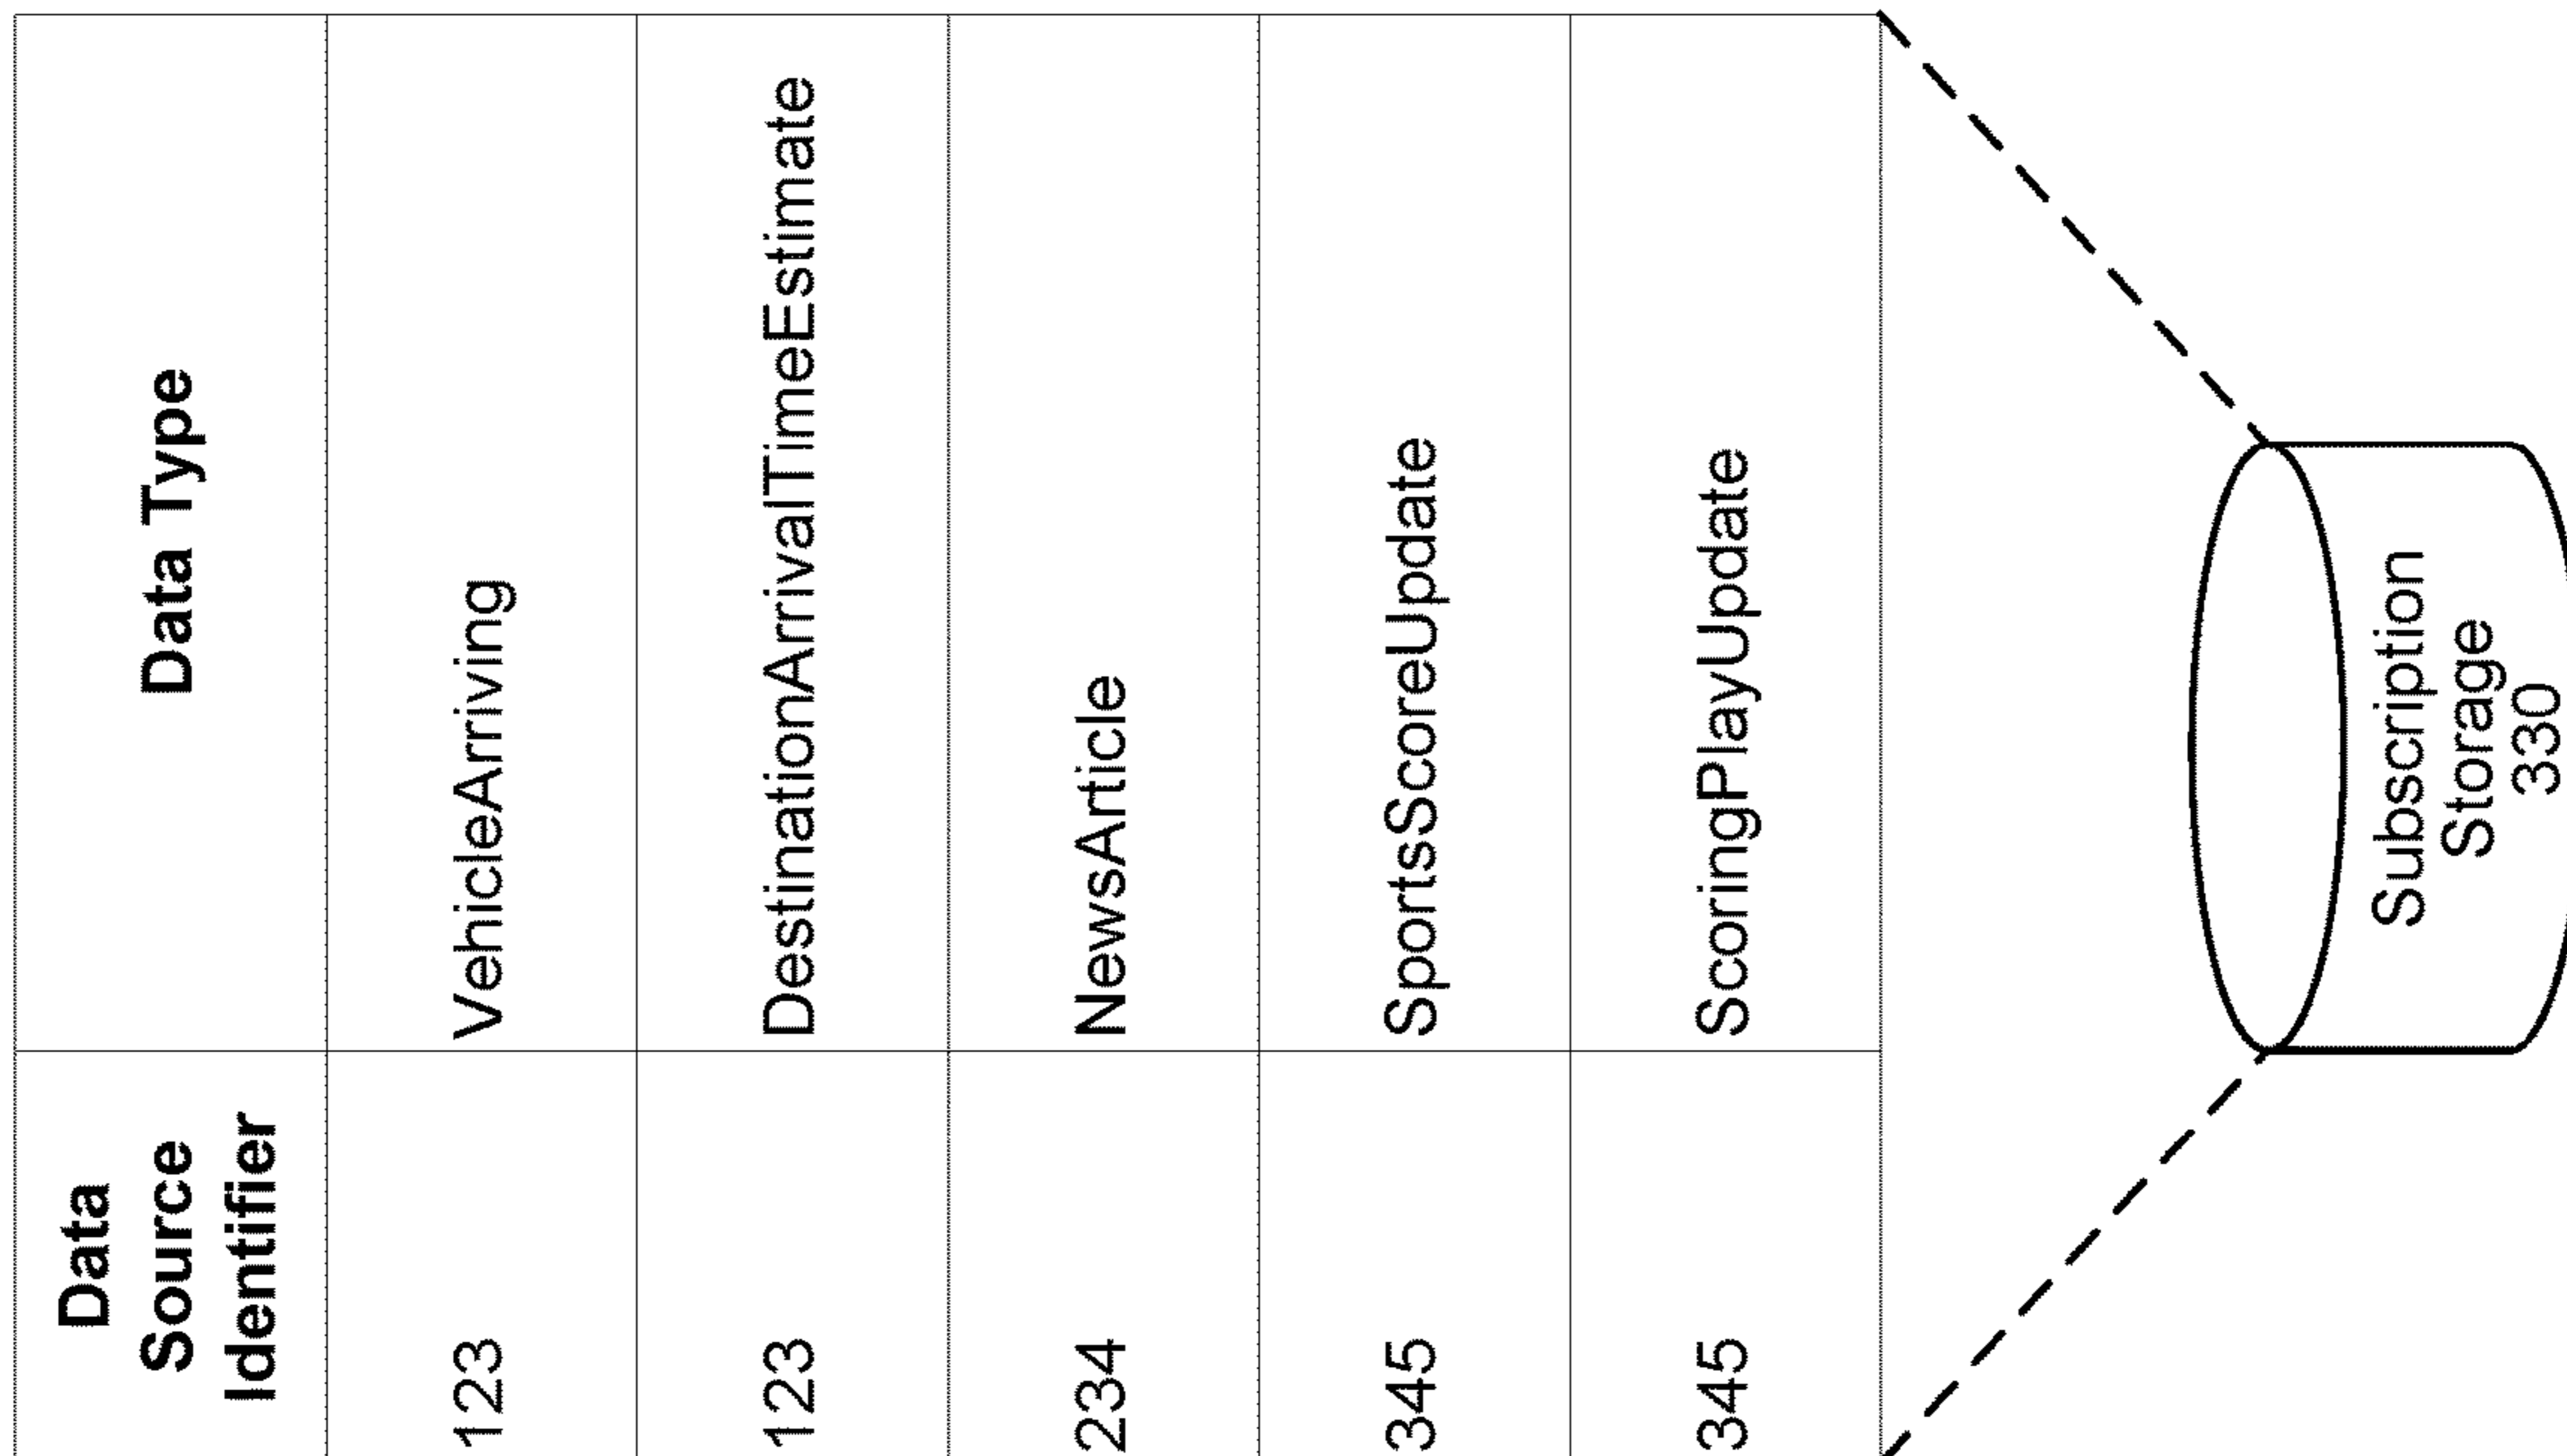 Data
Source
Identifier
Data Type
123
VehicleArriving
123
DestinationArrivalTimeEstimate
234
NewsArticle
345
SportsScoreUpdate
345
ScoringPlayUpdate
Subscription
Storage
330